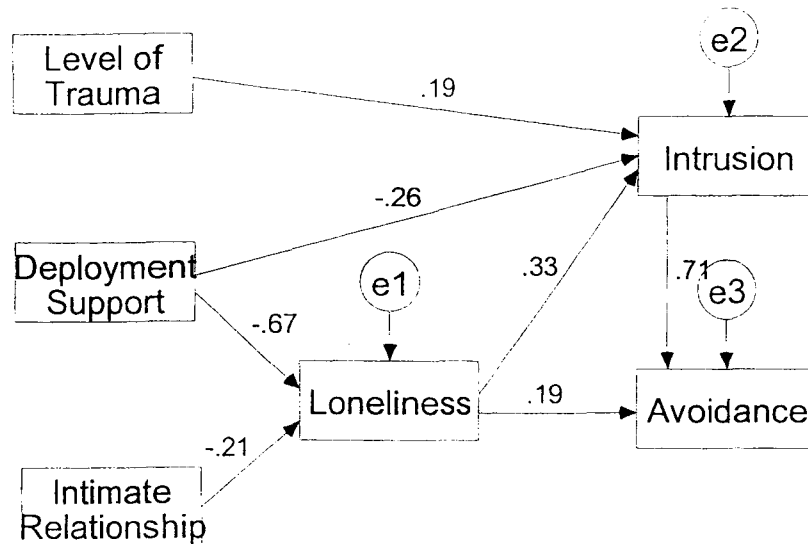 Level of
Trauma
e2
.19
Intrusion
-.26
Deployment
Support
e1
.33
.71
e3
-.67
Loneliness
.19
Avoidance
-.21
Intimate
Relationship